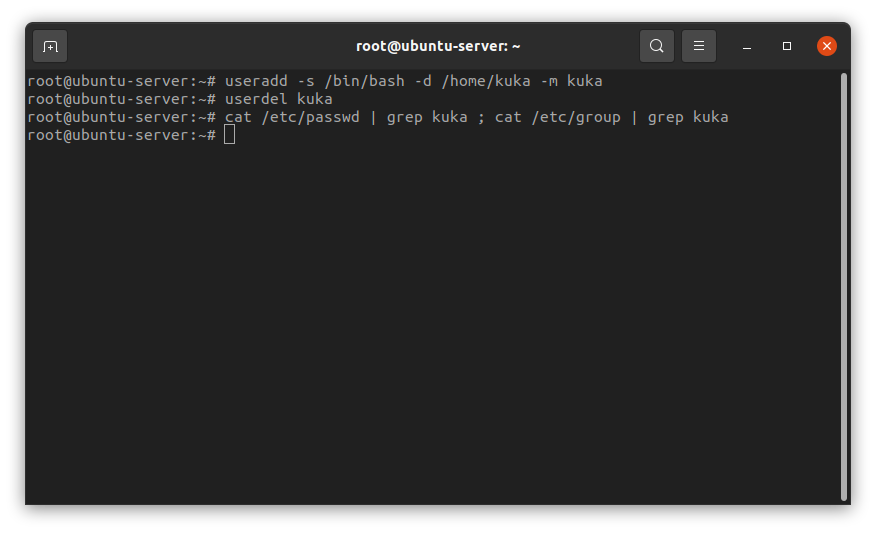 root@ubuntu-server: ~
root@ubuntu-server:~# useradd -s /bin/bash -d /home/kuka -m kuka
root@ubuntu-server:~# userdel kuka
root@ubuntu-server:~# cat /etc/passwd | grep kuka ; cat /etc/group | grep kuka
root@ubuntu-server:~#